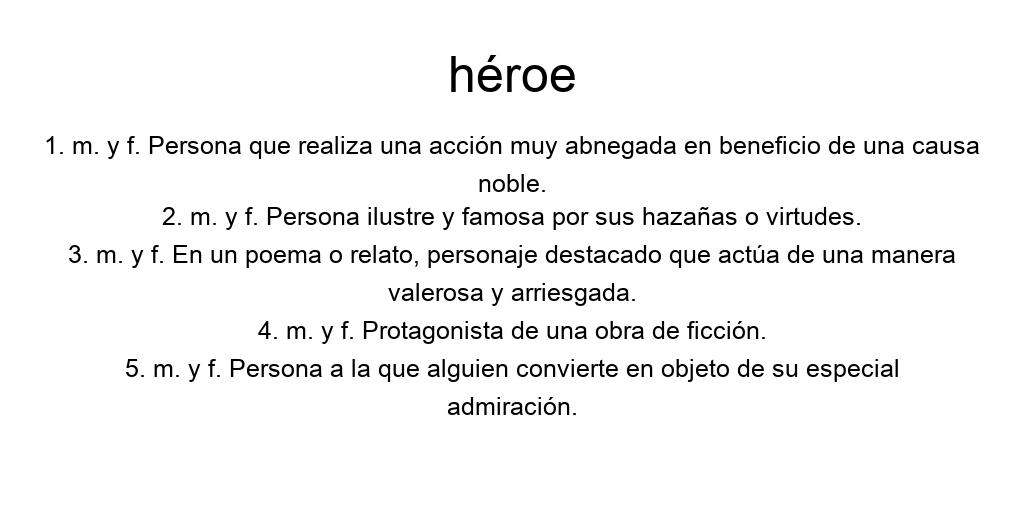 héroe
1. m. y f. Persona que realiza una acción muy abnegada en beneficio de una causa
noble.
2. m. y f. Persona ilustre y famosa por sus hazañas o virtudes.
3. m. y f. En un poema o relato, personaje destacado que actúa de una manera
valerosa y arriesgada.
4. m. y f. Protagonista de una obra de ficción.
5. m. y f. Persona a la que alguien convierte en objeto de su especial
admiración.